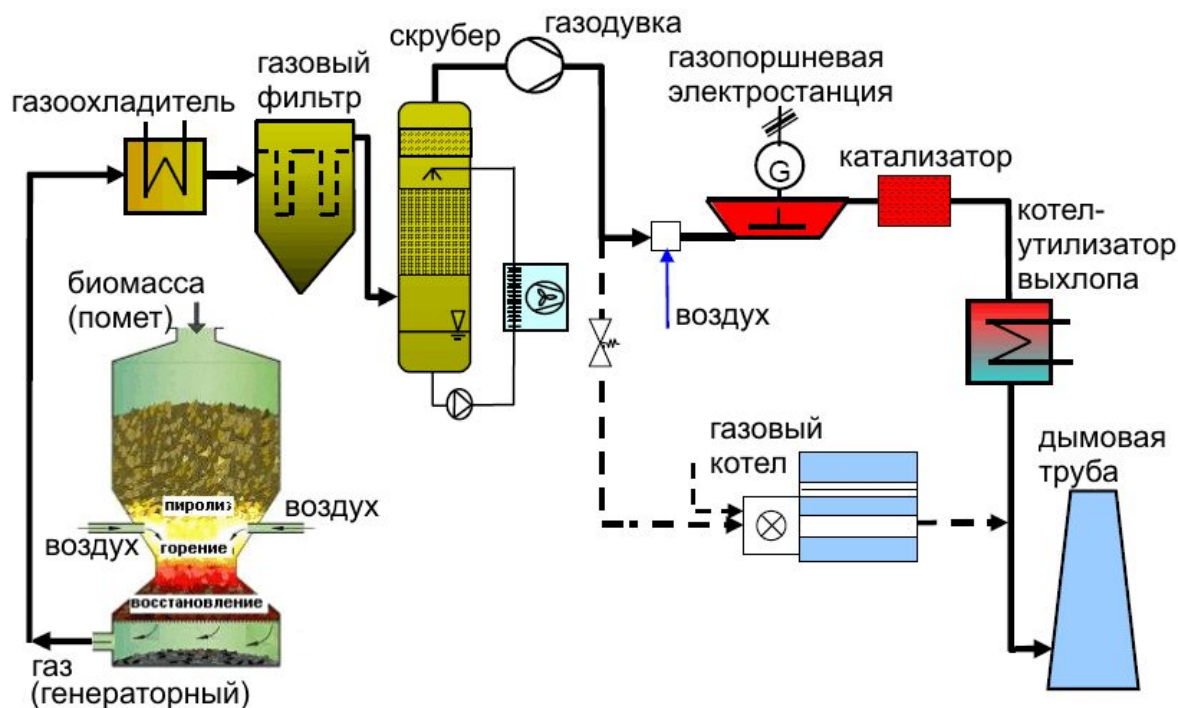 скрубер
газодувка
газовый
фильтр
газоохладитель
газопоршневая
электростанция
G
катализатор
котел-
утилизатор
выхлопа
воздух
биомасса
(помет)
пиролиз
воздух
воздух
горение
восстановление
газ
(генераторный)
газовый
котел
дымовая
труба